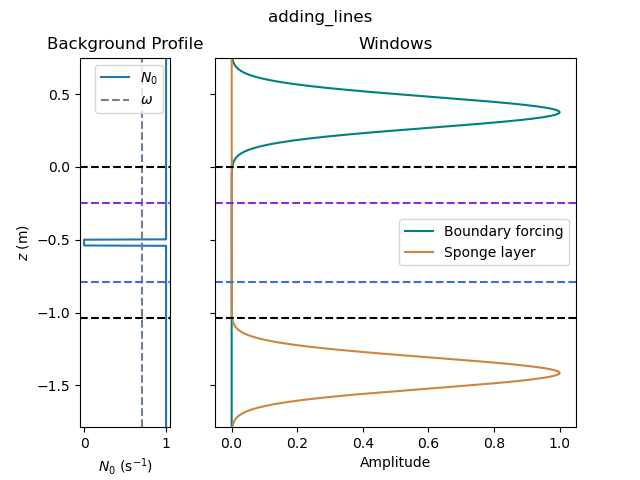 adding_lines
Background Profile
Windows
N₀
ω
0.5
0.0
−0.5
−1.0
−1.5
z (m)
0
1
N₀ (s⁻¹)
Boundary forcing
Sponge layer
0.0
0.2
0.4
0.6
0.8
1.0
Amplitude